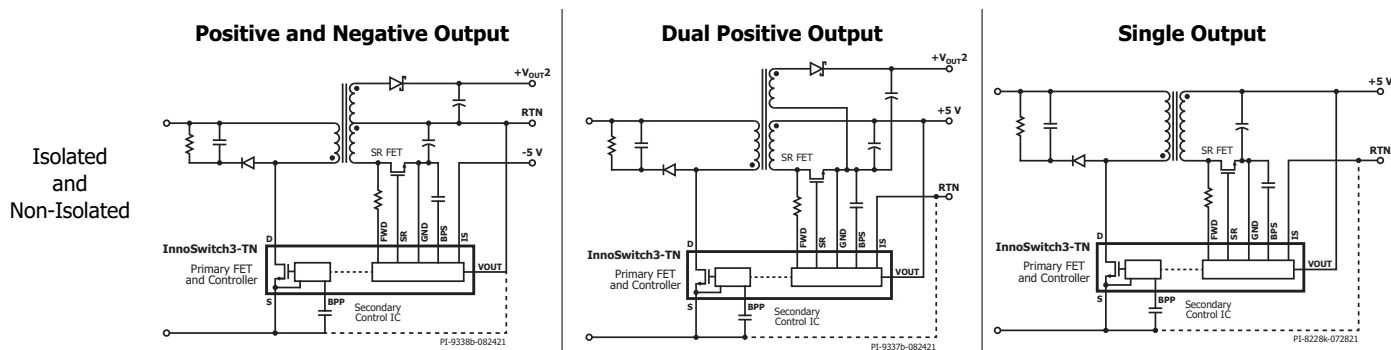 Isolated
and
Non-Isolated
Positive and Negative Output
+VOUT2
RTN
-5 V
SR FET
FWD
SR
GND
BPS
IS
D
InnoSwitch3-TN
Primary FET
and Controller
VOUT
S
BPP
Secondary
Control IC
PI-9338b-082421
Dual Positive Output
+VOUT2
+5 V
SR FET
RTN
FWD
SR
GND
BPS
IS
D
InnoSwitch3-TN
Primary FET
and Controller
VOUT
S
BPP
Secondary
Control IC
PI-9337b-082421
Single Output
+5 V
SR FET
RTN
FWD
SR
GND
BPS
IS
D
InnoSwitch3-TN
Primary FET
and Controller
VOUT
S
BPP
Secondary
Control IC
PI-8228k-072821